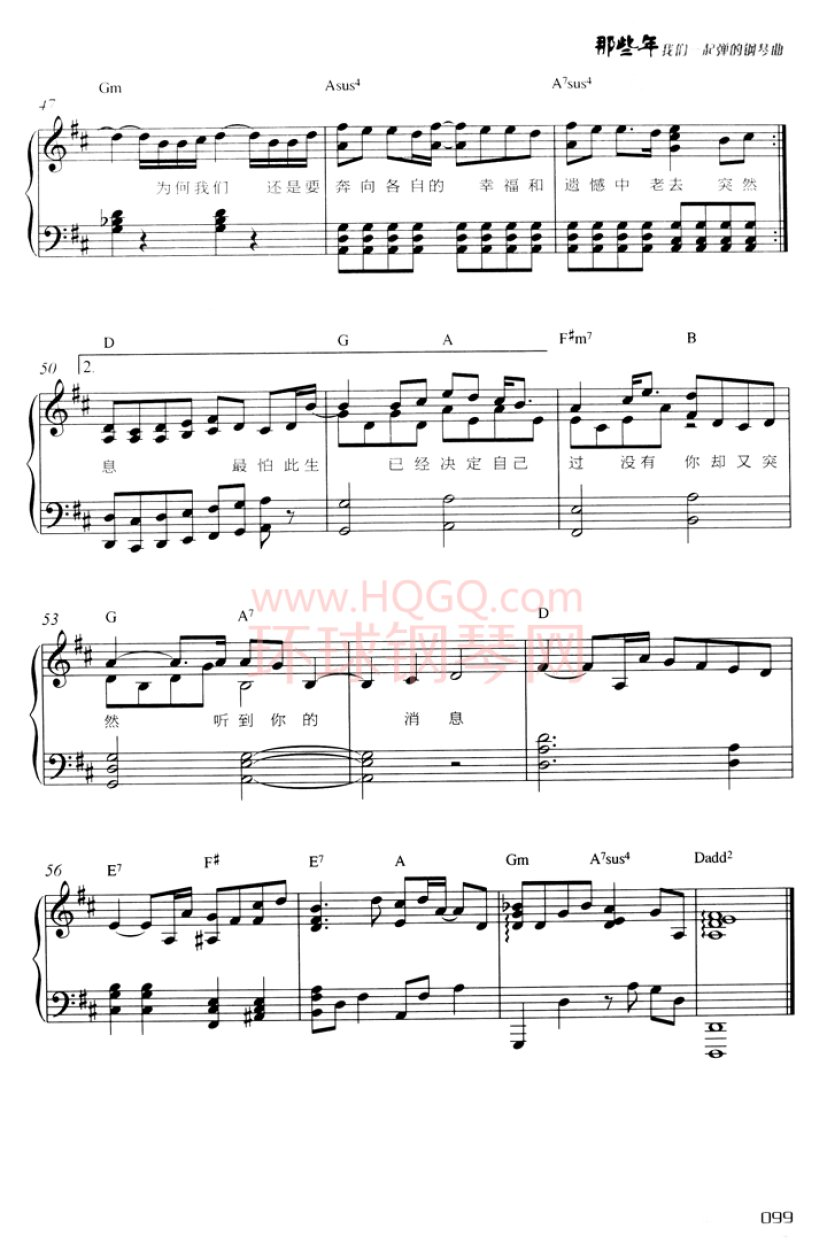 那些年 我们一起弹的钢琴曲
Gm Asus4 A7sus4
47
为何我们 还是要 奔向各自的 幸福和 遗憾中 老去 突然
D G A F#m7 B
50 2.
息 最怕此生 已经决定自己 过 没有 你却又突
www.HQGQ.com
53 G A7 D
环球钢琴网
然 听到你的 消息
56 E7 F# E7 A Gm A7sus4 Dadd2
099